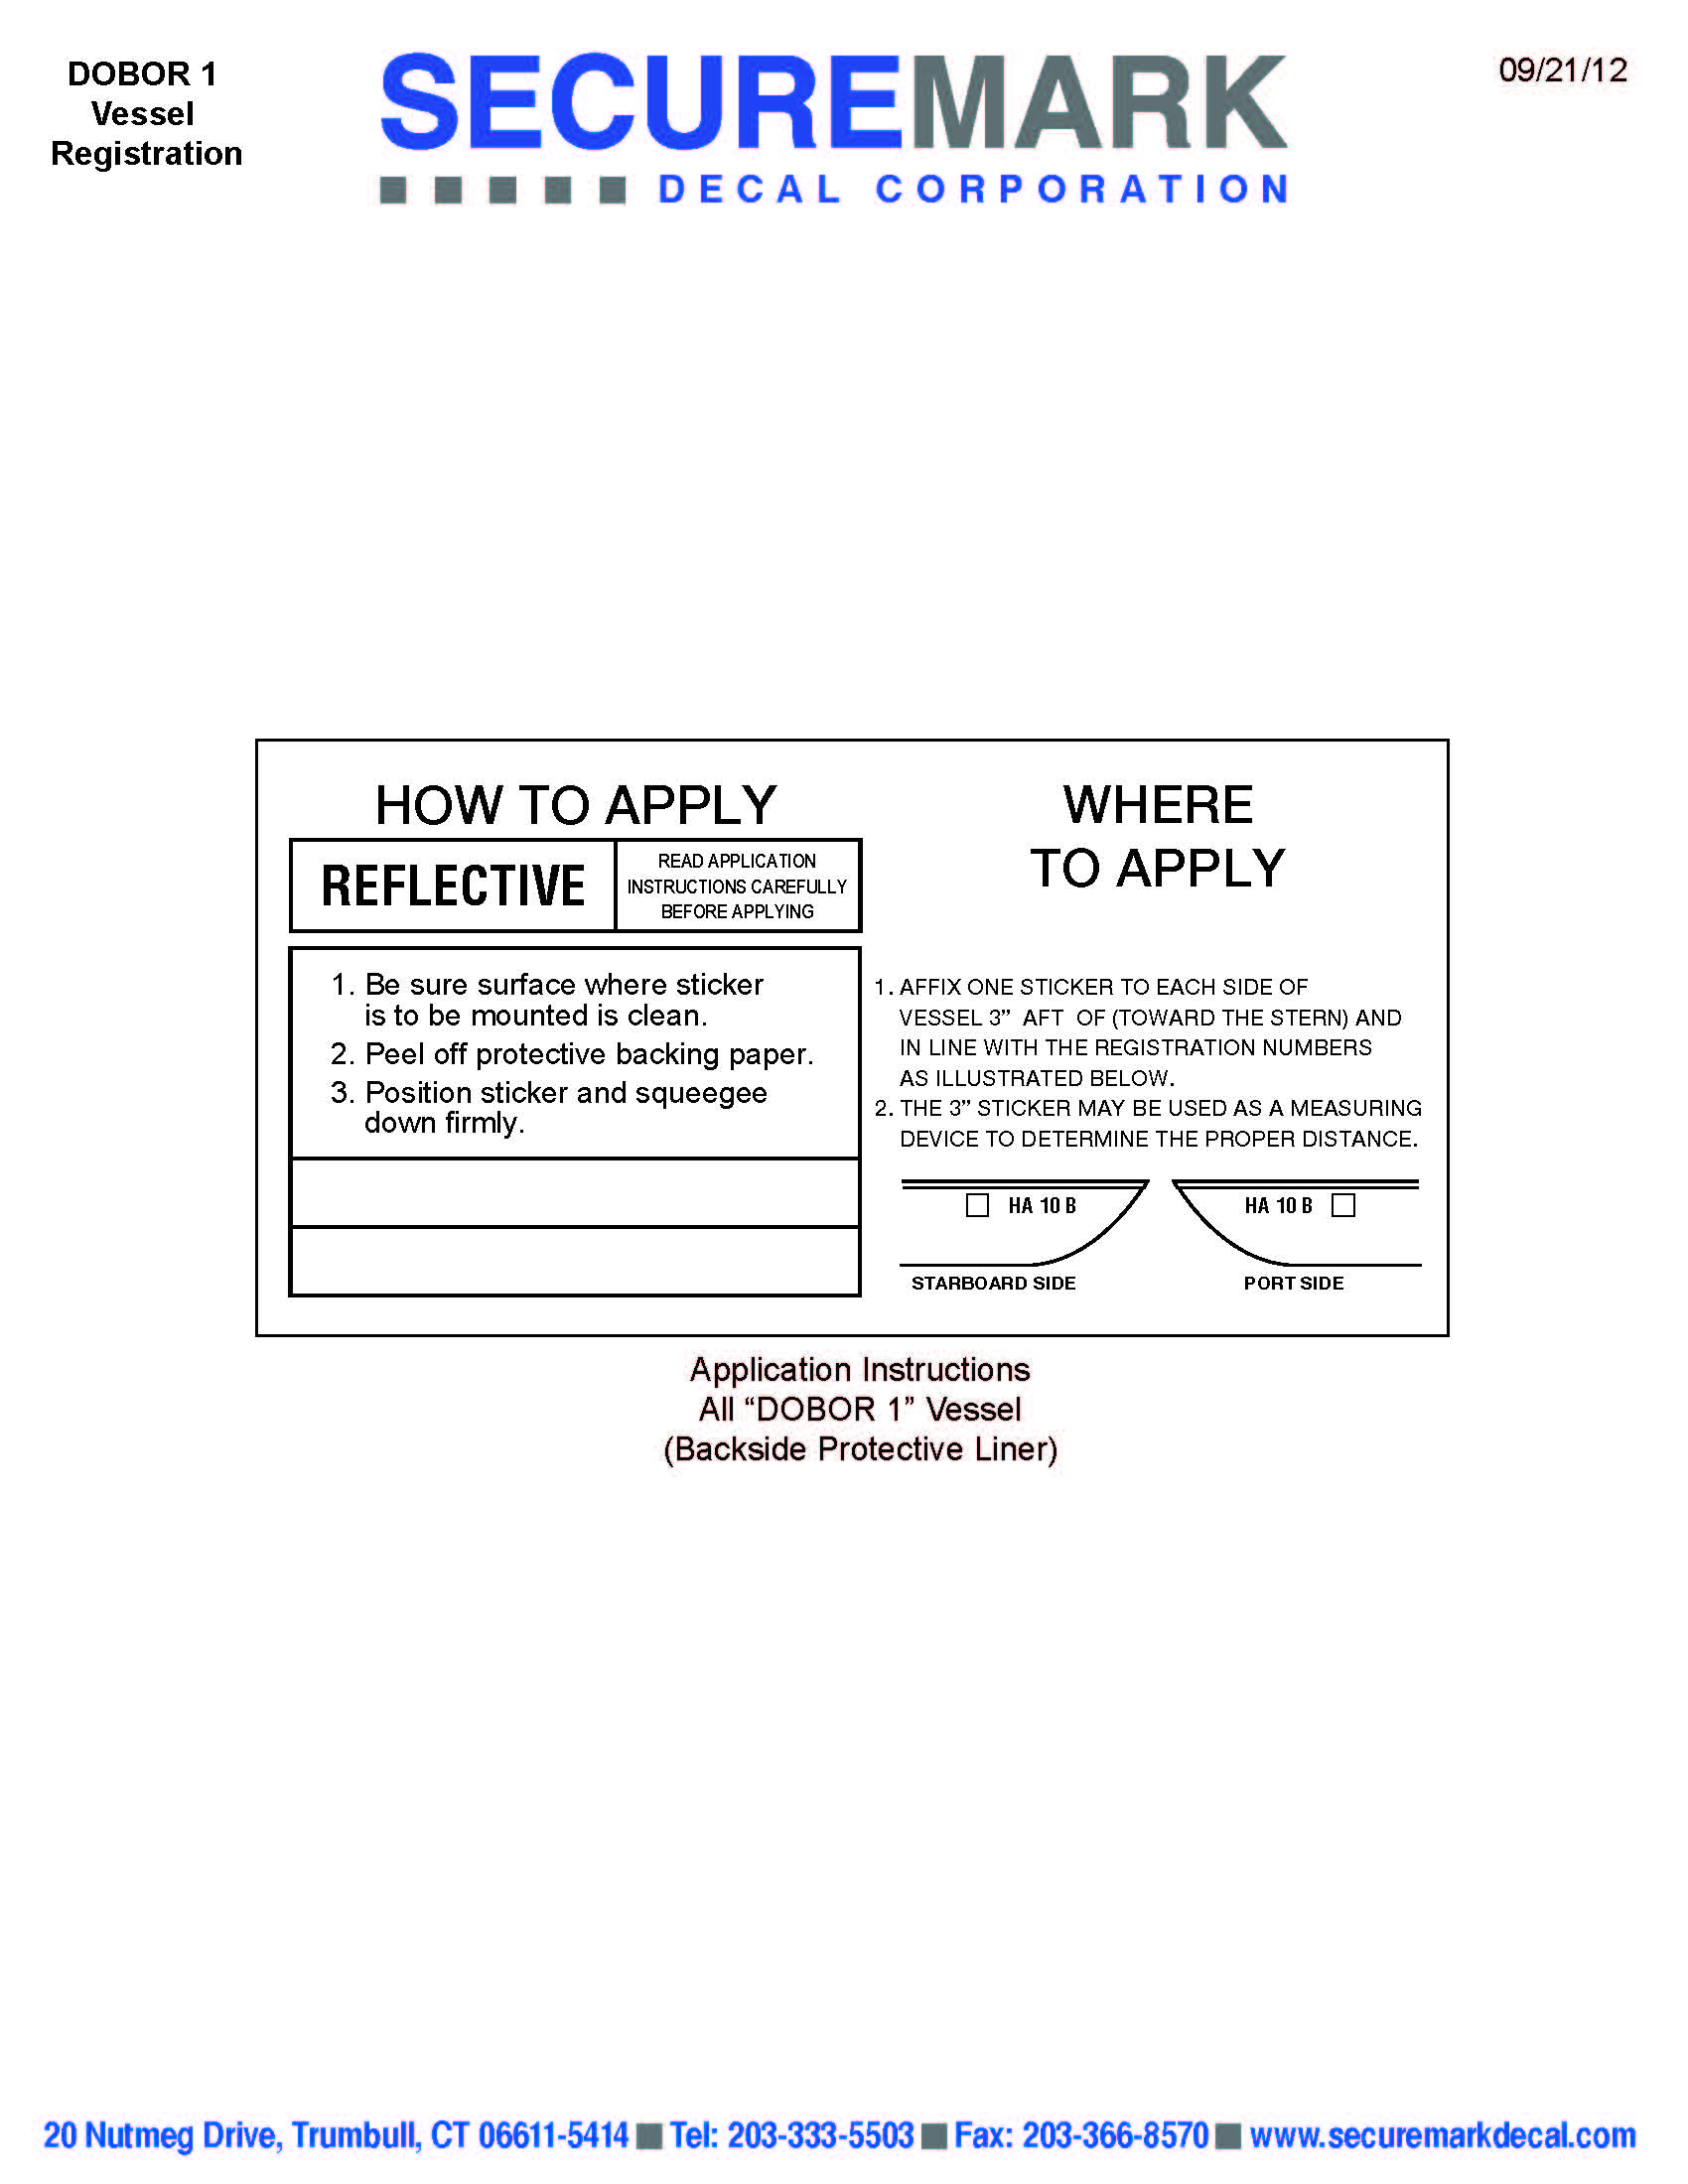 DOBOR 1
Vessel
Registration
SECUREMARK
DECAL CORPORATION
09/21/12
HOW TO APPLY
REFLECTIVE
READ APPLICATION
INSTRUCTIONS CAREFULLY
BEFORE APPLYING
1. Be sure surface where sticker
is to be mounted is clean.
2. Peel off protective backing paper.
3. Position sticker and squeegee
down firmly.
WHERE
TO APPLY
1. AFFIX ONE STICKER TO EACH SIDE OF
VESSEL 3” AFT OF (TOWARD THE STERN) AND
IN LINE WITH THE REGISTRATION NUMBERS
AS ILLUSTRATED BELOW.
2. THE 3” STICKER MAY BE USED AS A MEASURING
DEVICE TO DETERMINE THE PROPER DISTANCE.
HA 10 B
HA 10 B
STARBOARD SIDE
PORT SIDE
Application Instructions
All “DOBOR 1” Vessel
(Backside Protective Liner)
20 Nutmeg Drive, Trumbull, CT 06611-5414 ■ Tel: 203-333-5503 ■ Fax: 203-366-8570 ■ www.securemarkdecal.com